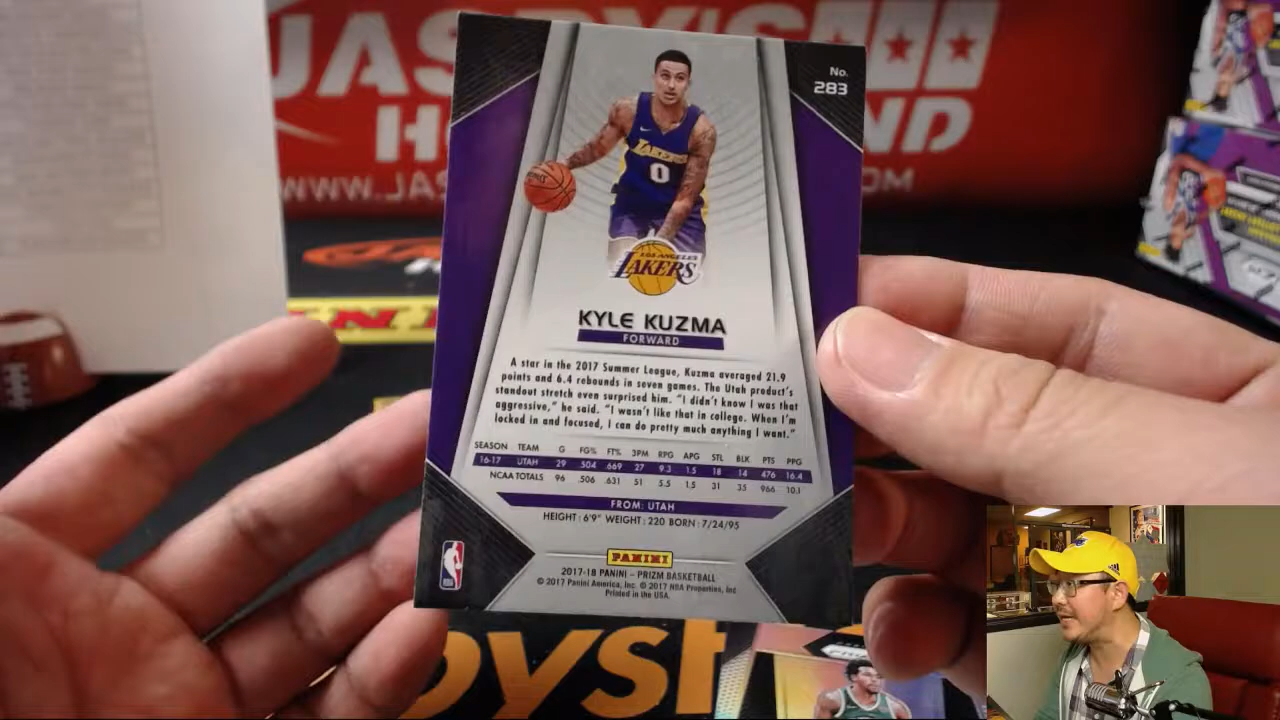 No.
283
LAKERS
0
LOS ANGELES
LAKERS
KYLE KUZMA
FORWARD
A star in the 2017 Summer League, Kuzma averaged 21.9
points and 6.4 rebounds in seven games. The Utah product's
standout stretch even surprised him. "I didn't know I was that
aggressive," he said. "I wasn't like that in college. When I'm
locked in and focused, I can do pretty much anything I want."
SEASON TEAM G FG% FT% 3PM RPG APG STL BLK PTS PPG
16-17 UTAH 29 .504 .669 27 9.3 1.5 18 14 476 16.4
NCAA TOTALS 96 .506 .631 51 5.5 1.5 31 35 966 10.1
FROM: UTAH
HEIGHT: 6'9" WEIGHT: 220 BORN: 7/24/95
PANINI
2017-18 PANINI – PRIZM BASKETBALL
© 2017 Panini America, Inc. © 2017 NBA Properties, Inc
Printed in the USA.
WWW.JAS
OM